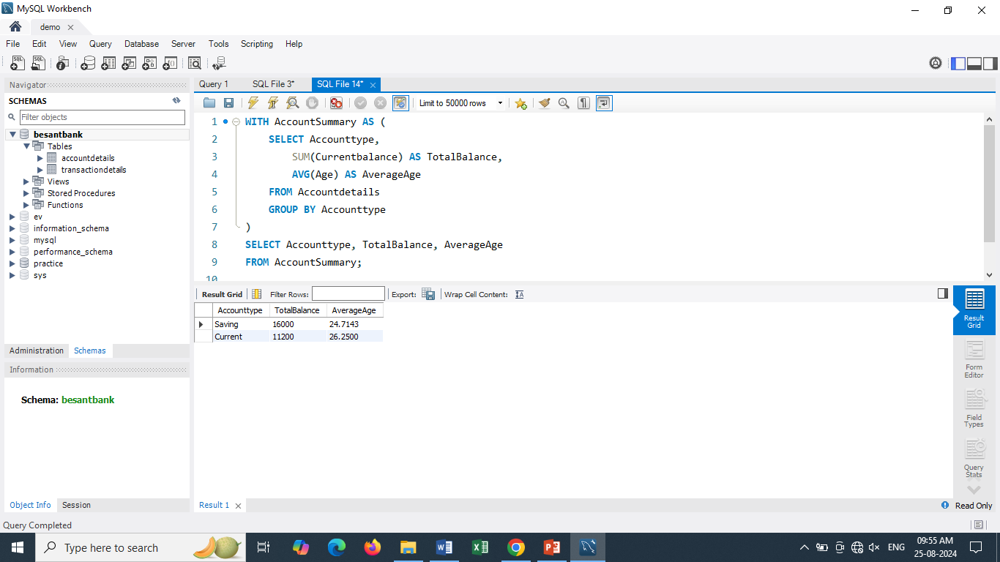 MySQL Workbench
demo
File Edit View Query Database Server Tools Scripting Help
Navigator
SCHEMAS
Filter objects
besantbank
Tables
accountdetails
transactiondetails
Views
Stored Procedures
Functions
ev
information_schema
mysql
performance_schema
practice
sys
Administration Schemas
Information
Schema: besantbank
Object Info Session
Query 1 SQL File 3* SQL File 14*
Limit to 50000 rows
1 WITH AccountSummary AS (
2 SELECT Accounttype,
3 SUM(Currentbalance) AS TotalBalance,
4 AVG(Age) AS AverageAge
5 FROM Accountdetails
6 GROUP BY Accounttype
7 )
8 SELECT Accounttype, TotalBalance, AverageAge
9 FROM AccountSummary;
10
Result Grid Filter Rows: Export: Wrap Cell Content:
Accounttype TotalBalance AverageAge
Saving 16000 24.7143
Current 11200 26.2500
Result
Grid
Form
Editor
Field
Types
Query
Stats
Result 1
Read Only
Query Completed
Type here to search
ENG
09:55 AM
25-08-2024